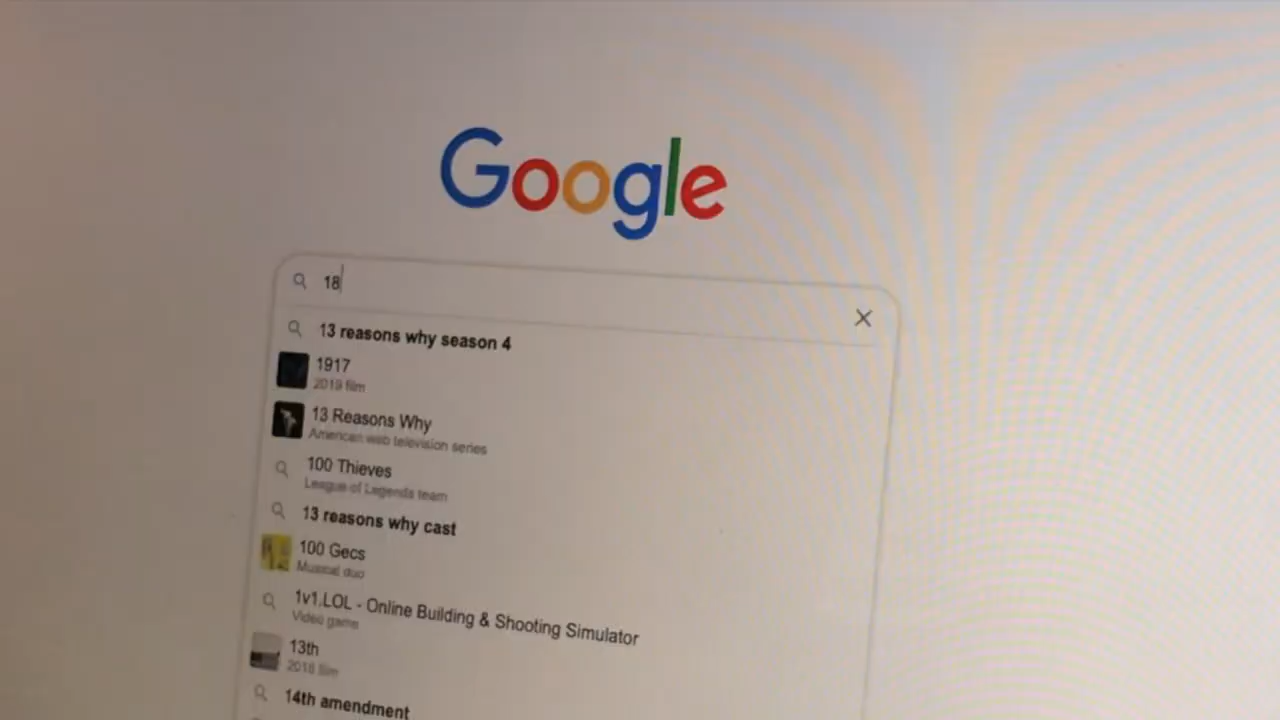 Google
18
13 reasons why season 4
1917
2019 film
13 Reasons Why
American web television series
100 Thieves
League of Legends team
13 reasons why cast
100 Gecs
Musical duo
1v1.LOL - Online Building & Shooting Simulator
Video game
13th
2016 film
14th amendment